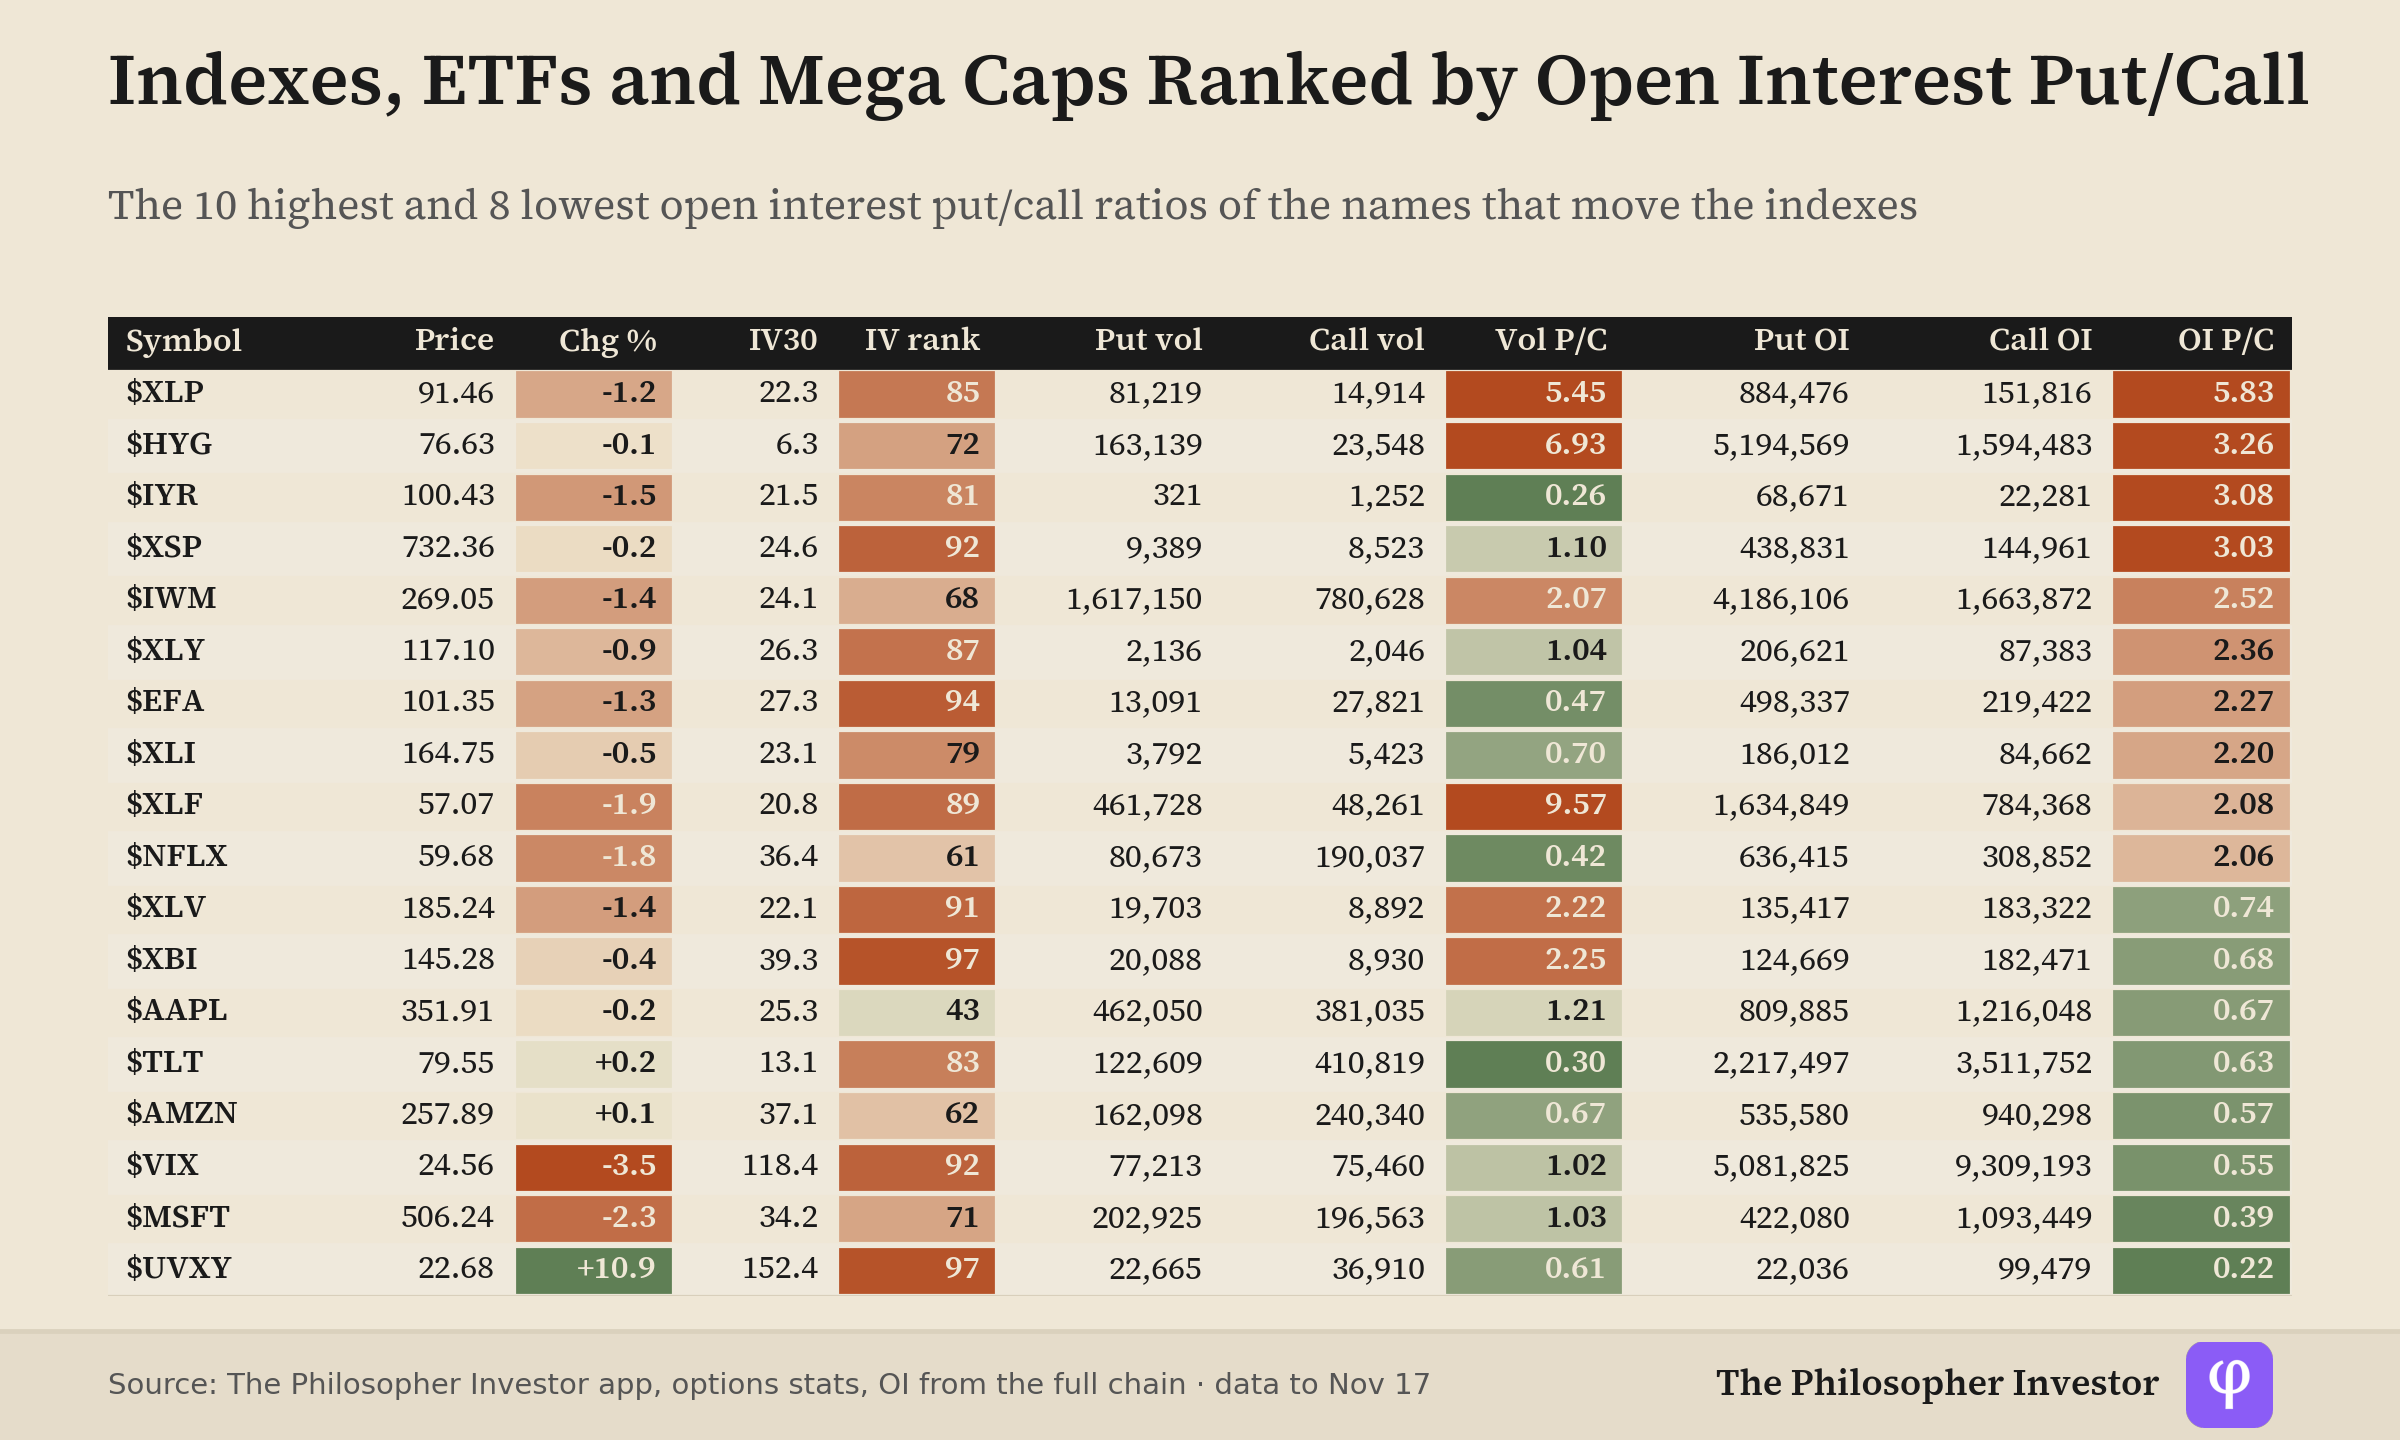 Indexes, ETFs and Mega Caps Ranked by Open Interest Put/Call
The 10 highest and 8 lowest open interest put/call ratios of the names that move the indexes
Symbol Price Chg % IV30 IV rank Put vol Call vol Vol P/C Put OI Call OI OI P/C
$XLP 91.46 -1.2 22.3 85 81,219 14,914 5.45 884,476 151,816 5.83
$HYG 76.63 -0.1 6.3 72 163,139 23,548 6.93 5,194,569 1,594,483 3.26
$IYR 100.43 -1.5 21.5 81 321 1,252 0.26 68,671 22,281 3.08
$XSP 732.36 -0.2 24.6 92 9,389 8,523 1.10 438,831 144,961 3.03
$IWM 269.05 -1.4 24.1 68 1,617,150 780,628 2.07 4,186,106 1,663,872 2.52
$XLY 117.10 -0.9 26.3 87 2,136 2,046 1.04 206,621 87,383 2.36
$EFA 101.35 -1.3 27.3 94 13,091 27,821 0.47 498,337 219,422 2.27
$XLI 164.75 -0.5 23.1 79 3,792 5,423 0.70 186,012 84,662 2.20
$XLF 57.07 -1.9 20.8 89 461,728 48,261 9.57 1,634,849 784,368 2.08
$NFLX 59.68 -1.8 36.4 61 80,673 190,037 0.42 636,415 308,852 2.06
$XLV 185.24 -1.4 22.1 91 19,703 8,892 2.22 135,417 183,322 0.74
$XBI 145.28 -0.4 39.3 97 20,088 8,930 2.25 124,669 182,471 0.68
$AAPL 351.91 -0.2 25.3 43 462,050 381,035 1.21 809,885 1,216,048 0.67
$TLT 79.55 +0.2 13.1 83 122,609 410,819 0.30 2,217,497 3,511,752 0.63
$AMZN 257.89 +0.1 37.1 62 162,098 240,340 0.67 535,580 940,298 0.57
$VIX 24.56 -3.5 118.4 92 77,213 75,460 1.02 5,081,825 9,309,193 0.55
$MSFT 506.24 -2.3 34.2 71 202,925 196,563 1.03 422,080 1,093,449 0.39
$UVXY 22.68 +10.9 152.4 97 22,665 36,910 0.61 22,036 99,479 0.22
Source: The Philosopher Investor app, options stats, OI from the full chain · data to Nov 17
The Philosopher Investor φ